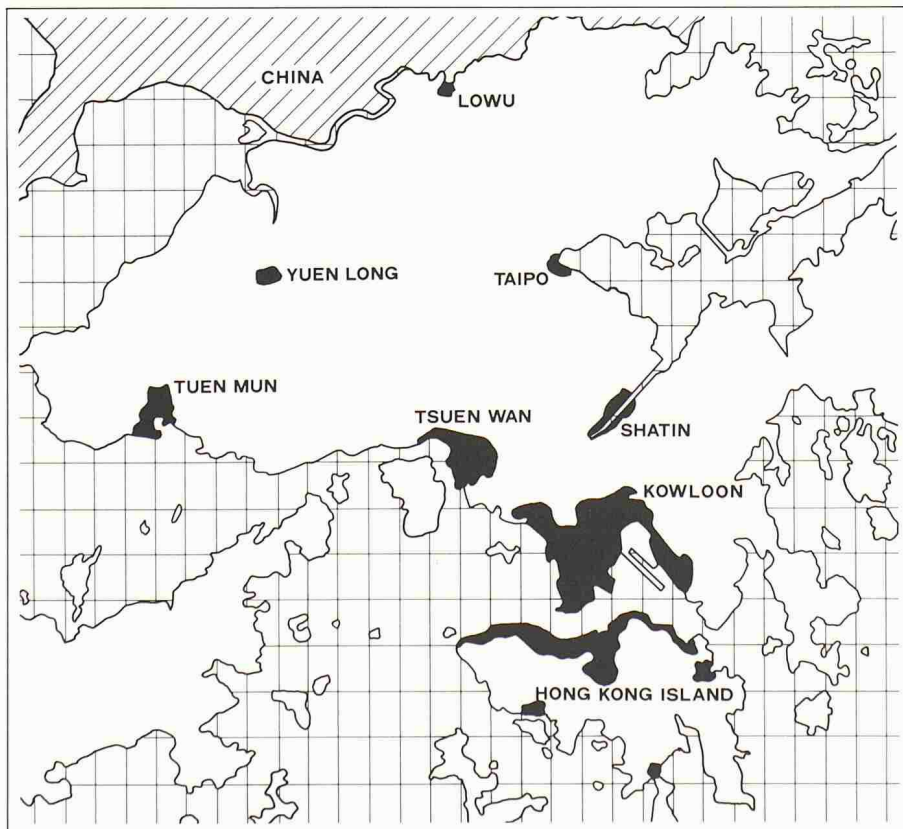 CHINA
LOWU
YUEN LONG
TAIPO
TUEN MUN
TSUEN WAN
SHATIN
KOWLOON
HONG KONG ISLAND